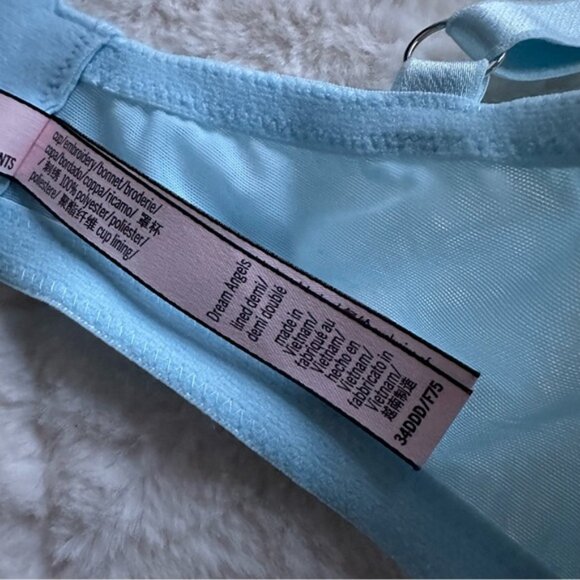 NTS
cup/embroidery/bonnet/broderie/
copa/bordado/coppa/ricamo/ 罩杯
/ 刺绣 100% polyester/poliéster/
poliestere/ 聚酯纤维 cup lining/
Dream Angels
lined demi/
demi doublé
made in
Vietnam/
fabriqué au
Vietnam/
hecho en
Vietnam/
fabbricato in
Vietnam/
越南制造
34DDD/F75